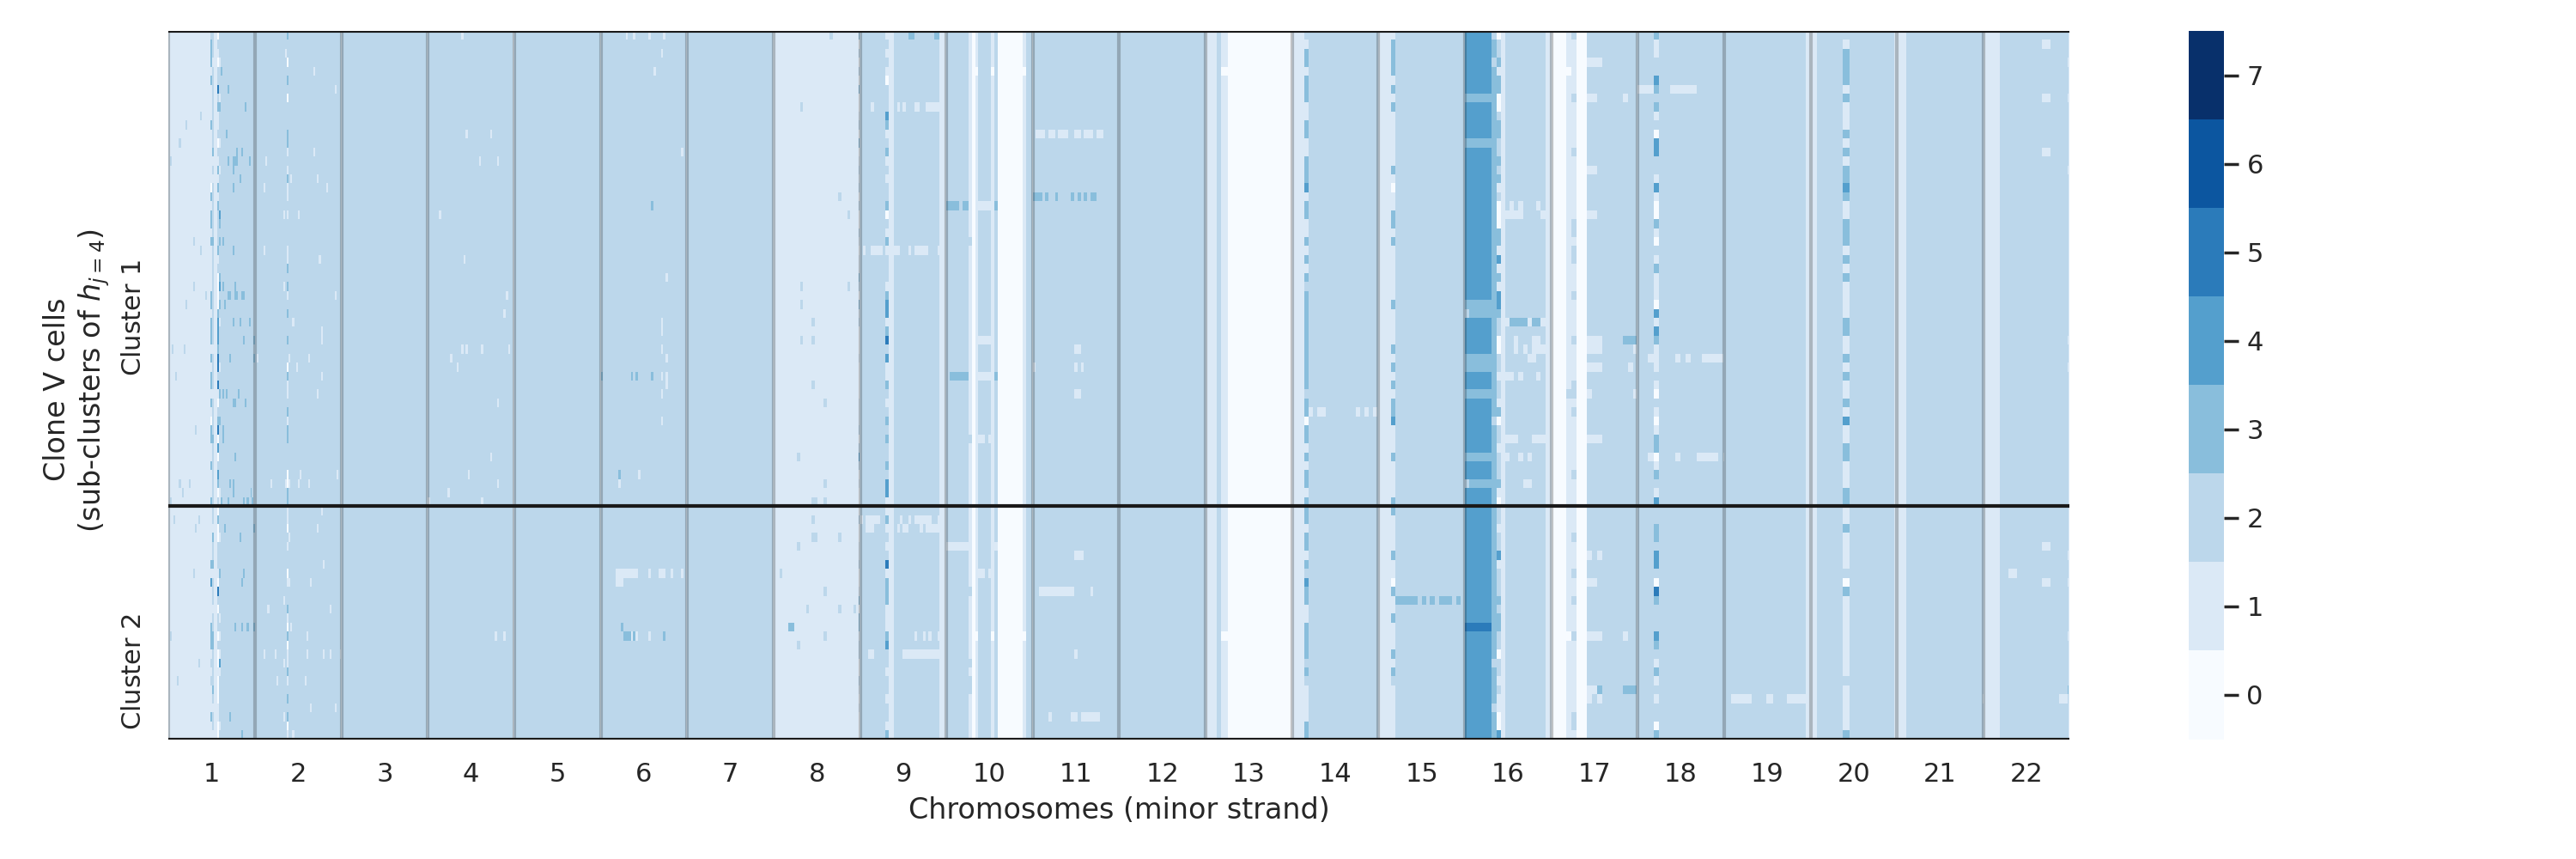 Clone V cells
(sub-clusters of h_{j=4})
Cluster 1
Cluster 2
1 2 3 4 5 6 7 8 9 10 11 12 13 14 15 16 17 18 19 20 21 22
Chromosomes (minor strand)
7
6
5
4
3
2
1
0